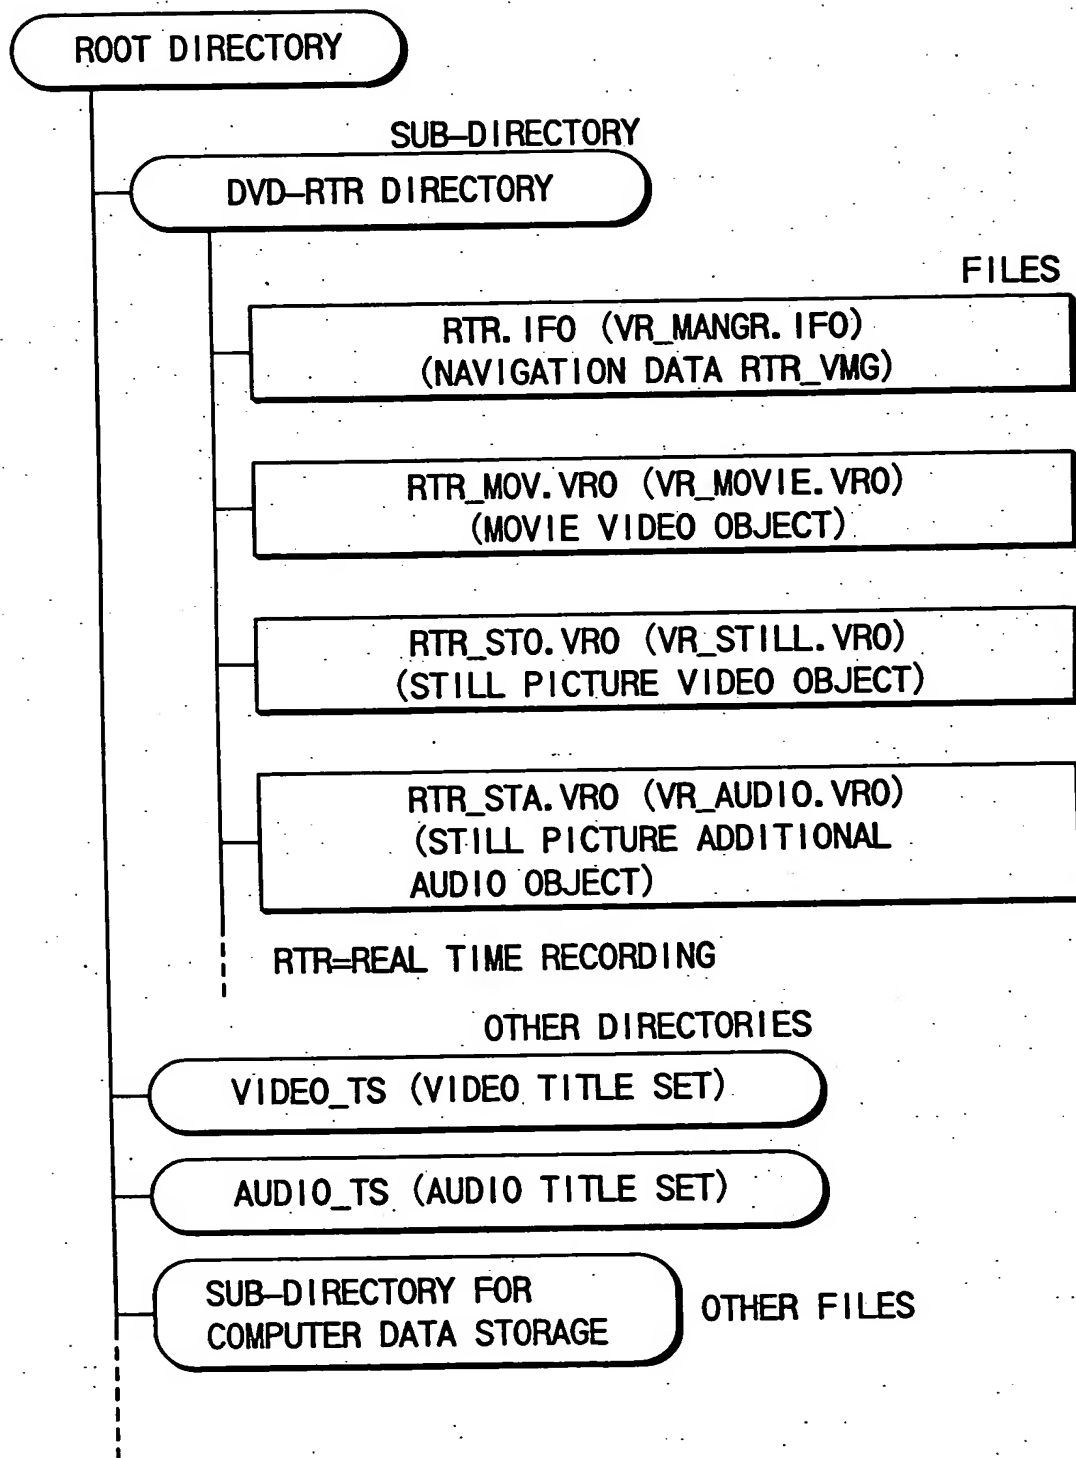 ROOT DIRECTORY
SUB-DIRECTORY
DVD-RTR DIRECTORY
FILES
RTR.IFO (VR_MANGR.IFO)
(NAVIGATION DATA RTR_VMG)
RTR_MOV.VRO (VR_MOVIE.VRO)
(MOVIE VIDEO OBJECT)
RTR_STO.VRO (VR_STILL.VRO)
(STILL PICTURE VIDEO OBJECT)
RTR_STA.VRO (VR_AUDIO.VRO)
(STILL PICTURE ADDITIONAL
AUDIO OBJECT)
RTR=REAL TIME RECORDING
OTHER DIRECTORIES
VIDEO_TS (VIDEO TITLE SET)
AUDIO_TS (AUDIO TITLE SET)
SUB-DIRECTORY FOR
COMPUTER DATA STORAGE
OTHER FILES